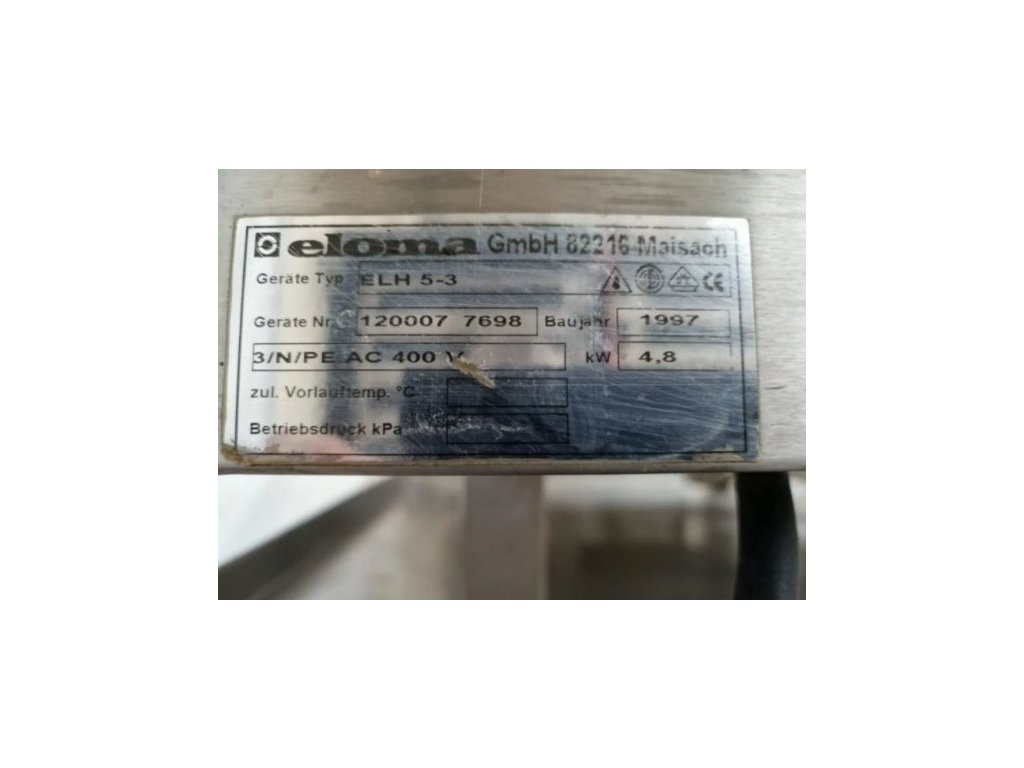 eloma GmbH 82216 Maisach
Geräte Typ ELH 5-3 CE
Geräte Nr. 120007 7698 Baujahr 1997
3/N/PE AC 400 V kW 4,8
zul. Vorlauftemp. °C
Betriebsdruck kPa